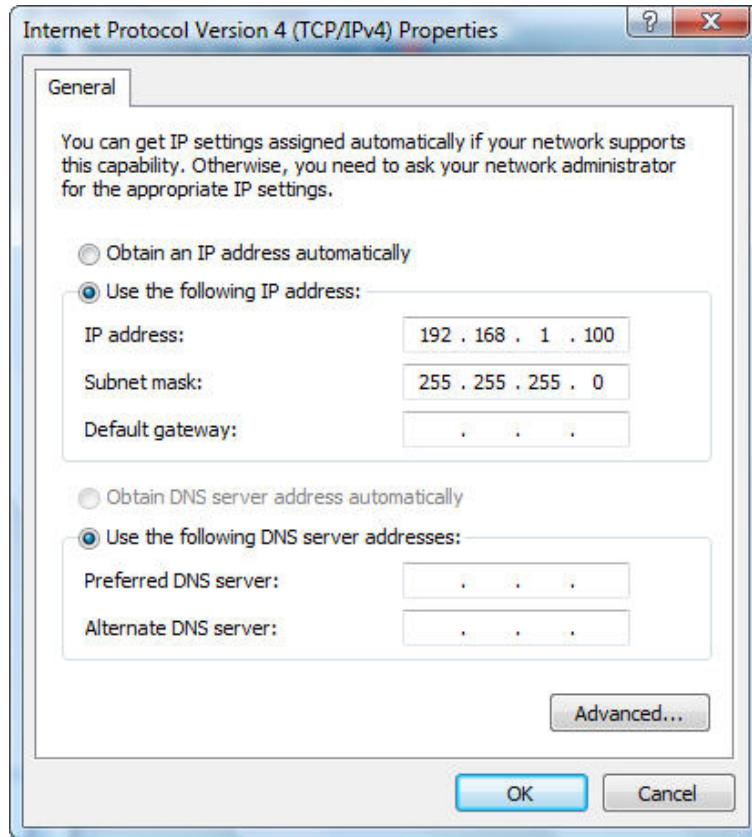 Internet Protocol Version 4 (TCP/IPv4) Properties
General
You can get IP settings assigned automatically if your network supports
this capability. Otherwise, you need to ask your network administrator
for the appropriate IP settings.
Obtain an IP address automatically
Use the following IP address:
IP address: 192 . 168 . 1 . 100
Subnet mask: 255 . 255 . 255 . 0
Default gateway: . . .
Obtain DNS server address automatically
Use the following DNS server addresses:
Preferred DNS server: . . .
Alternate DNS server: . . .
Advanced...
OK Cancel